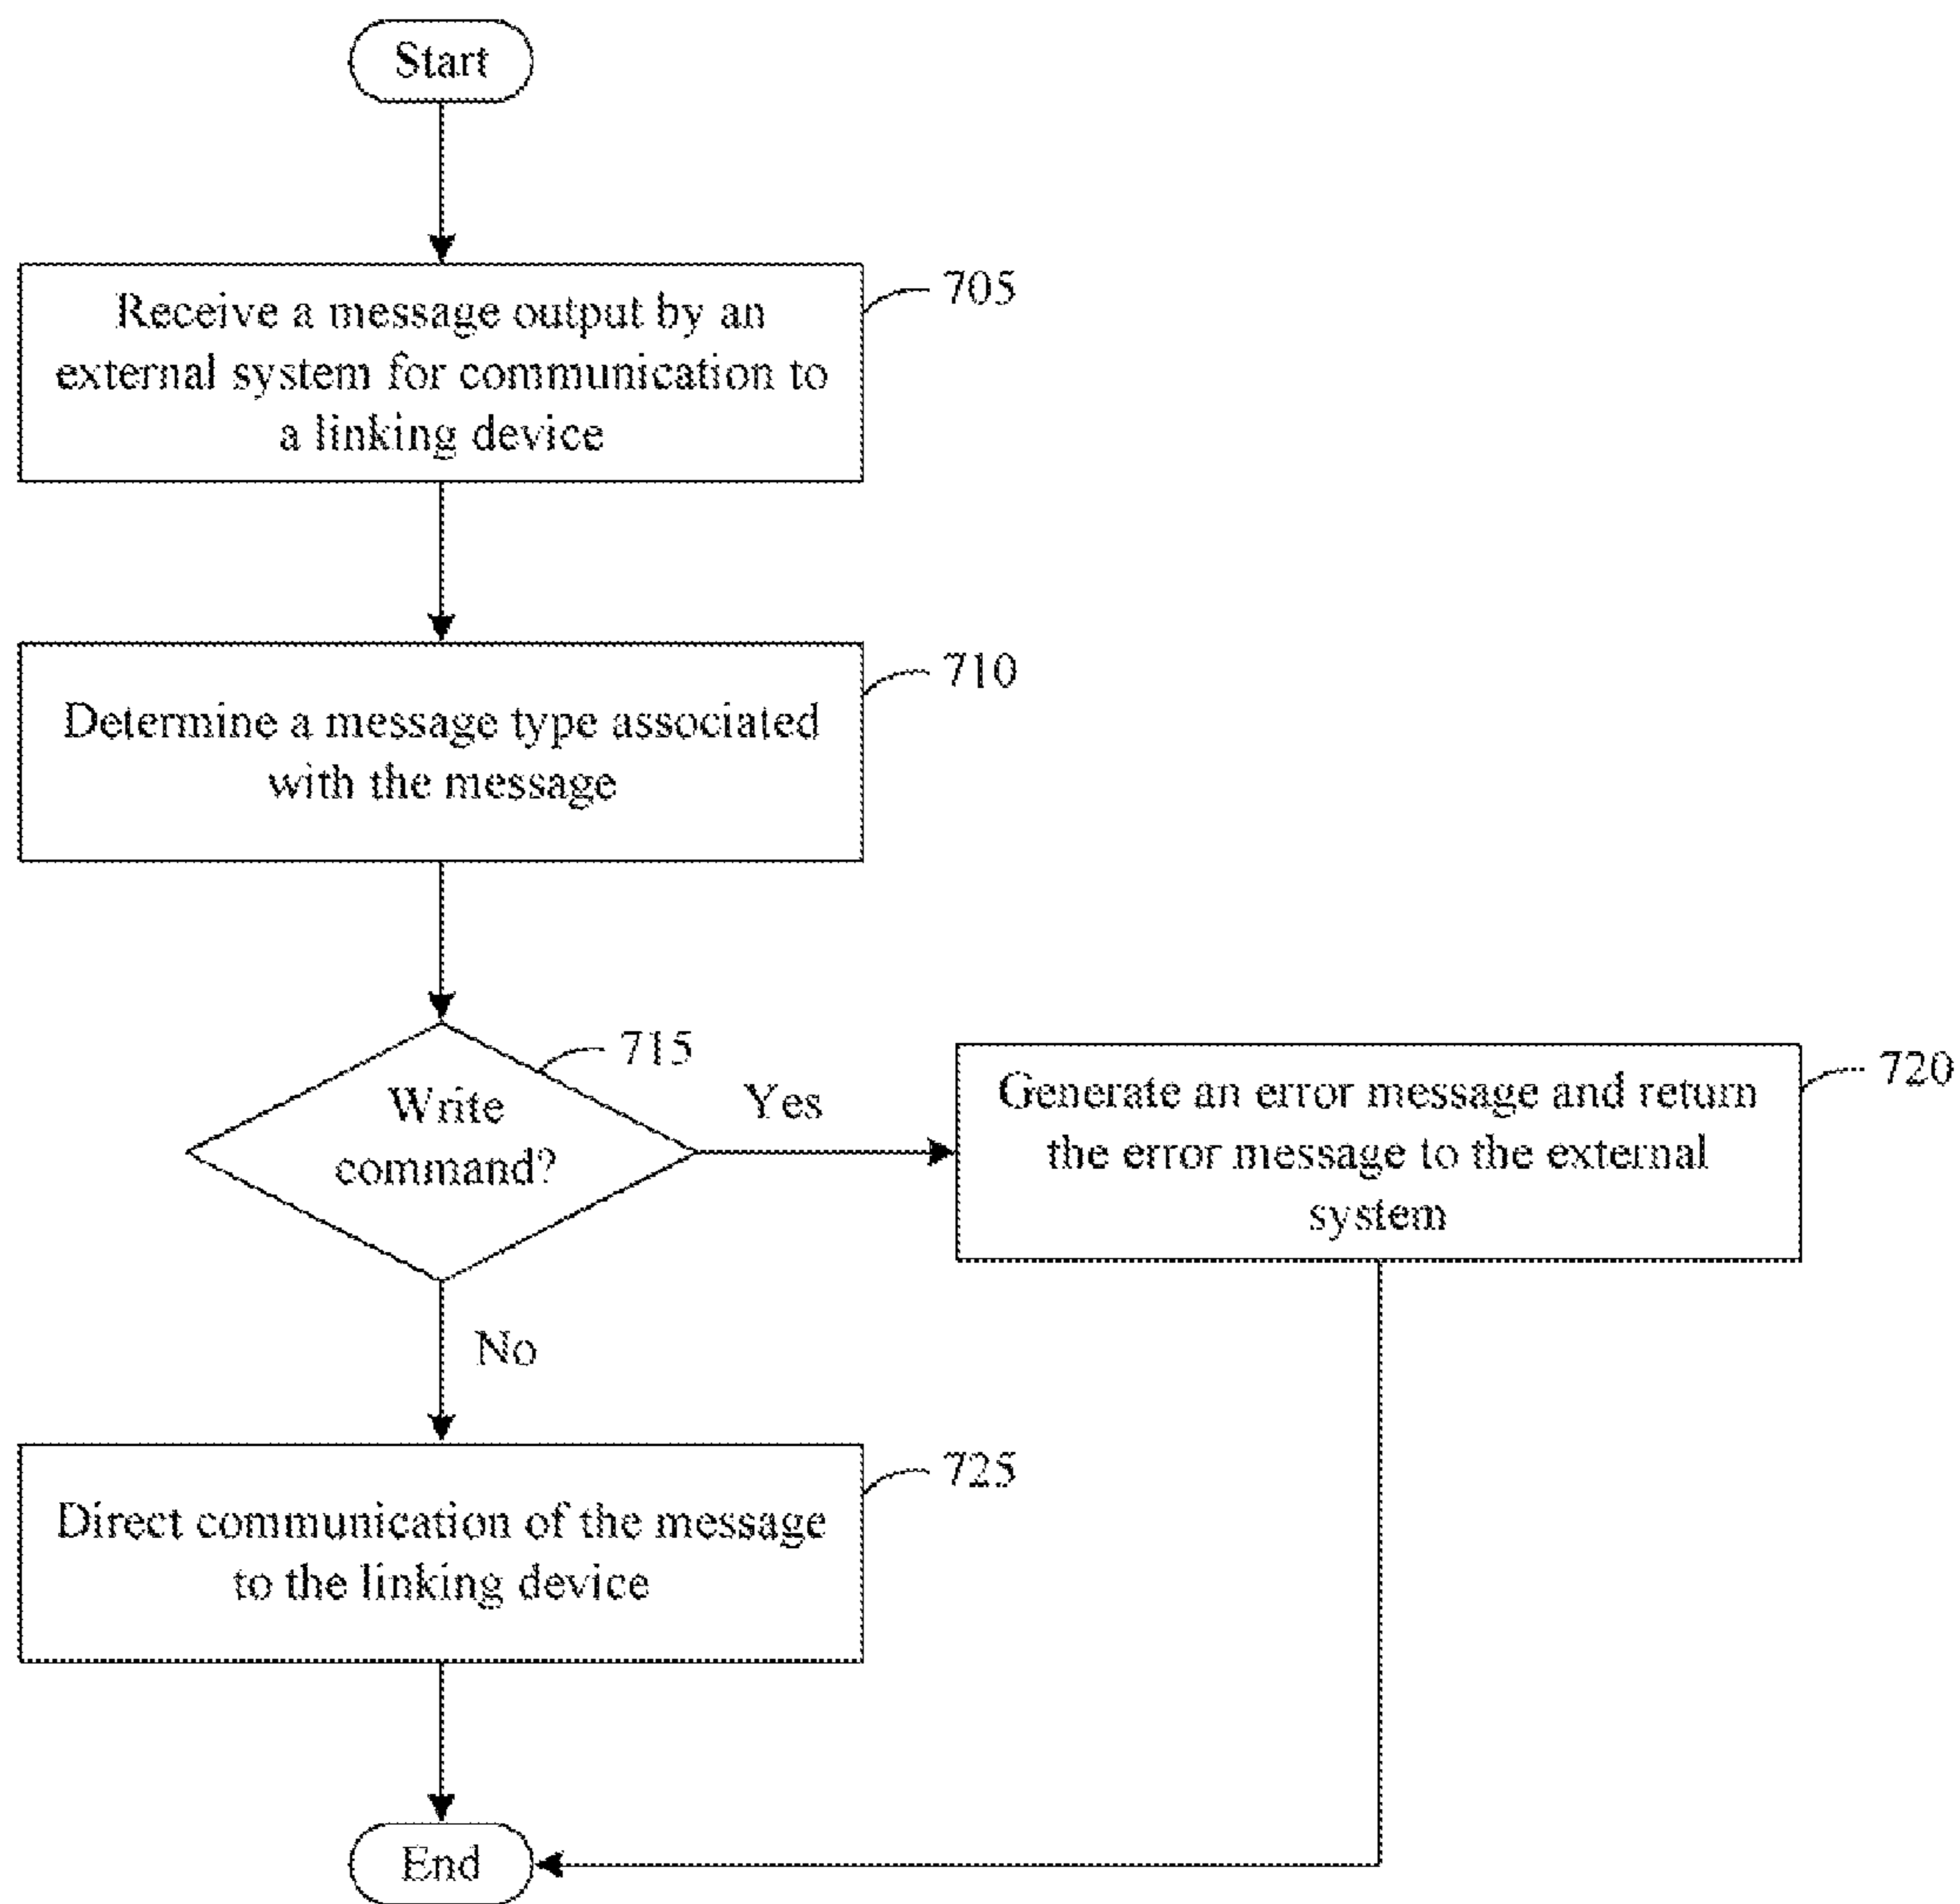 Start
Receive a message output by an
external system for communication to
a linking device
705
Determine a message type associated
with the message
710
Write
command?
715
Yes
Generate an error message and return
the error message to the external
system
720
No
Direct communication of the message
to the linking device
725
End